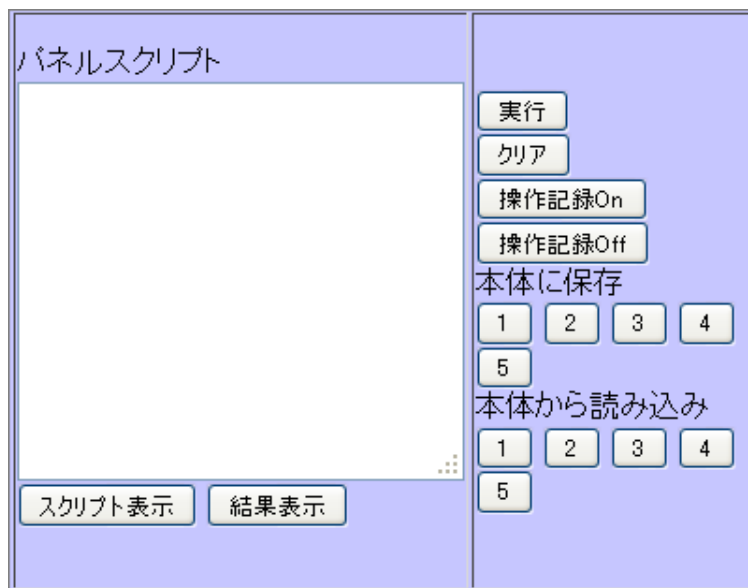 パネルスクリプト
スクリプト表示 結果表示
実行
クリア
操作記録On
操作記録Off
本体に保存
1 2 3 4
5
本体から読み込み
1 2 3 4
5